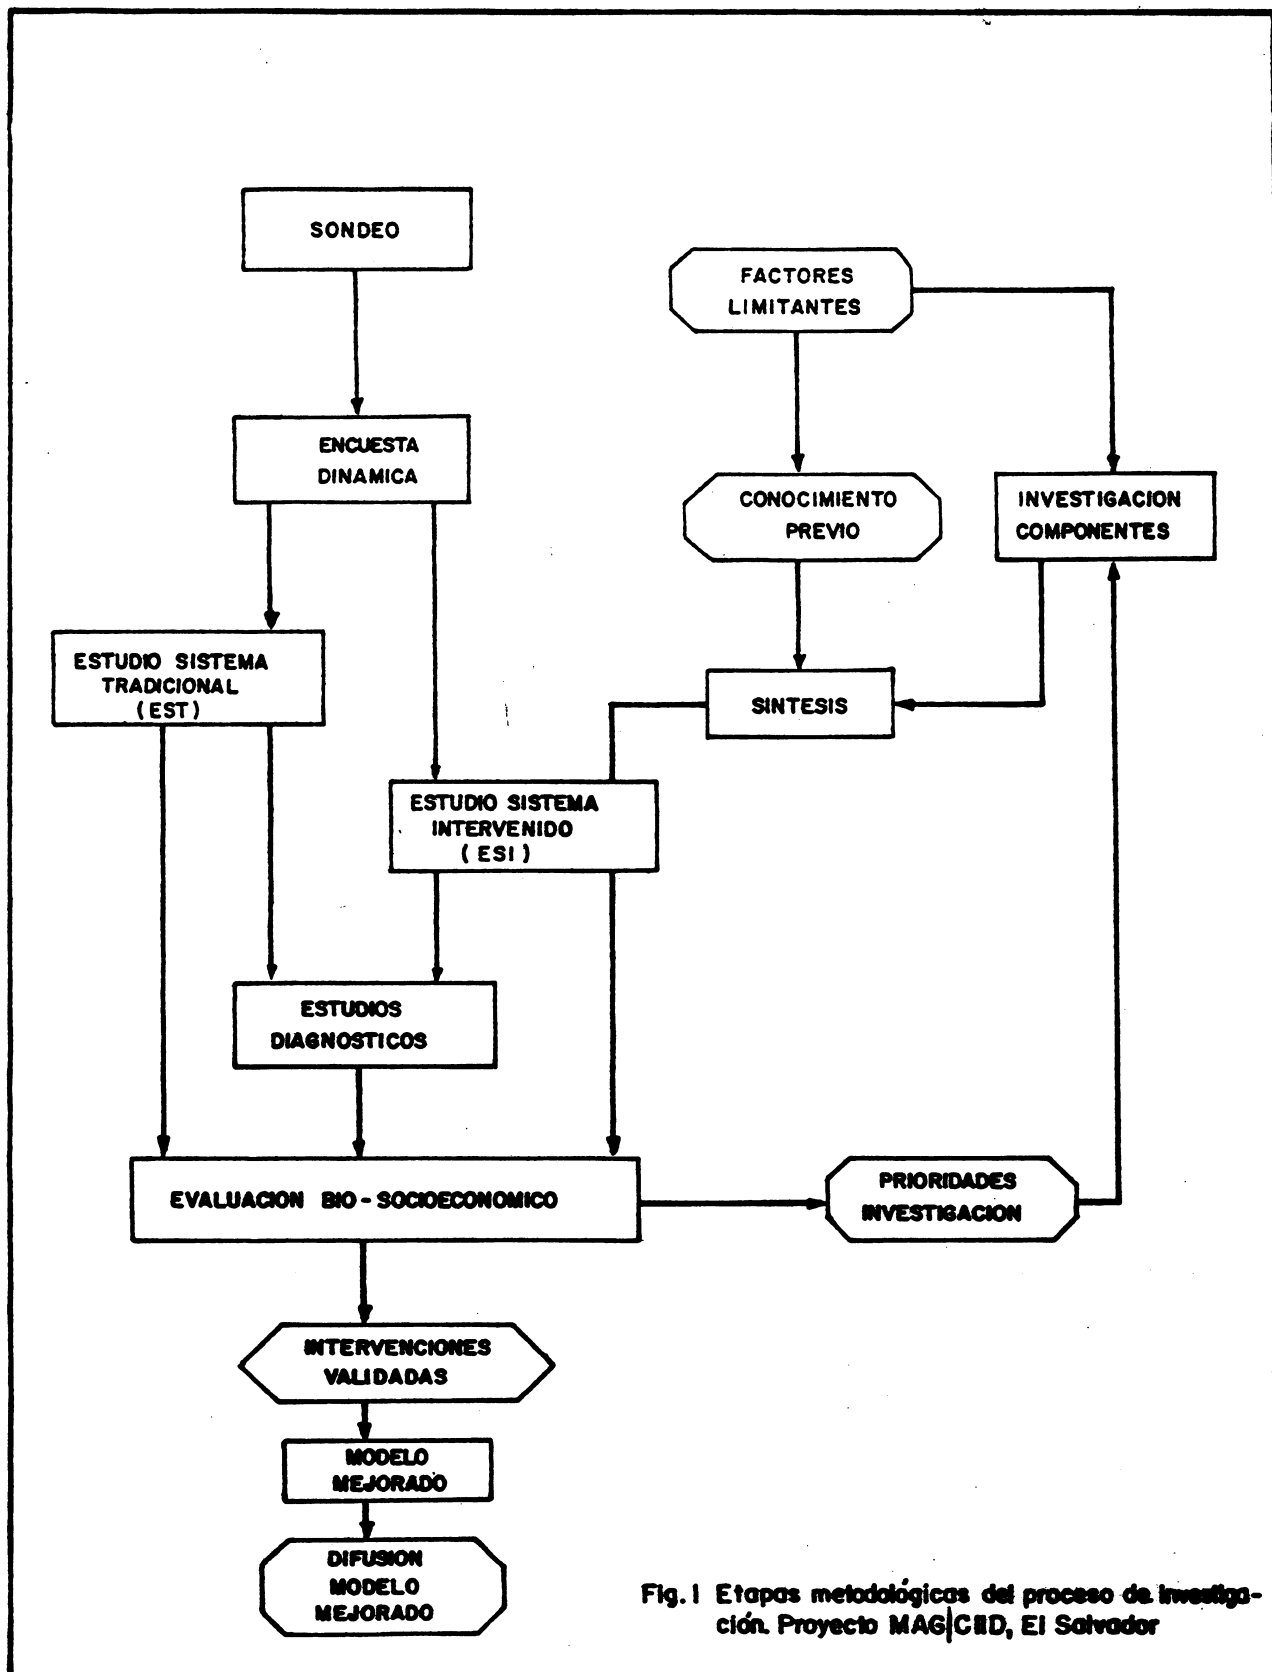 SONDEO
FACTORES
LIMITANTES
ENCUESTA
DINAMICA
CONOCIMIENTO
PREVIO
INVESTIGACION
COMPONENTES
ESTUDIO SISTEMA
TRADICIONAL
(EST)
SINTESIS
ESTUDIO SISTEMA
INTERVENIDO
( ESI )
ESTUDIOS
DIAGNOSTICOS
EVALUACION BIO - SOCIOECONOMICO
PRIORIDADES
INVESTIGACION
INTERVENCIONES
VALIDADAS
MODELO
MEJORADO
DIFUSION
MODELO
MEJORADO
Fig. 1 Etapas metodológicas del proceso de investiga-
ción. Proyecto MAG/CIID, El Salvador